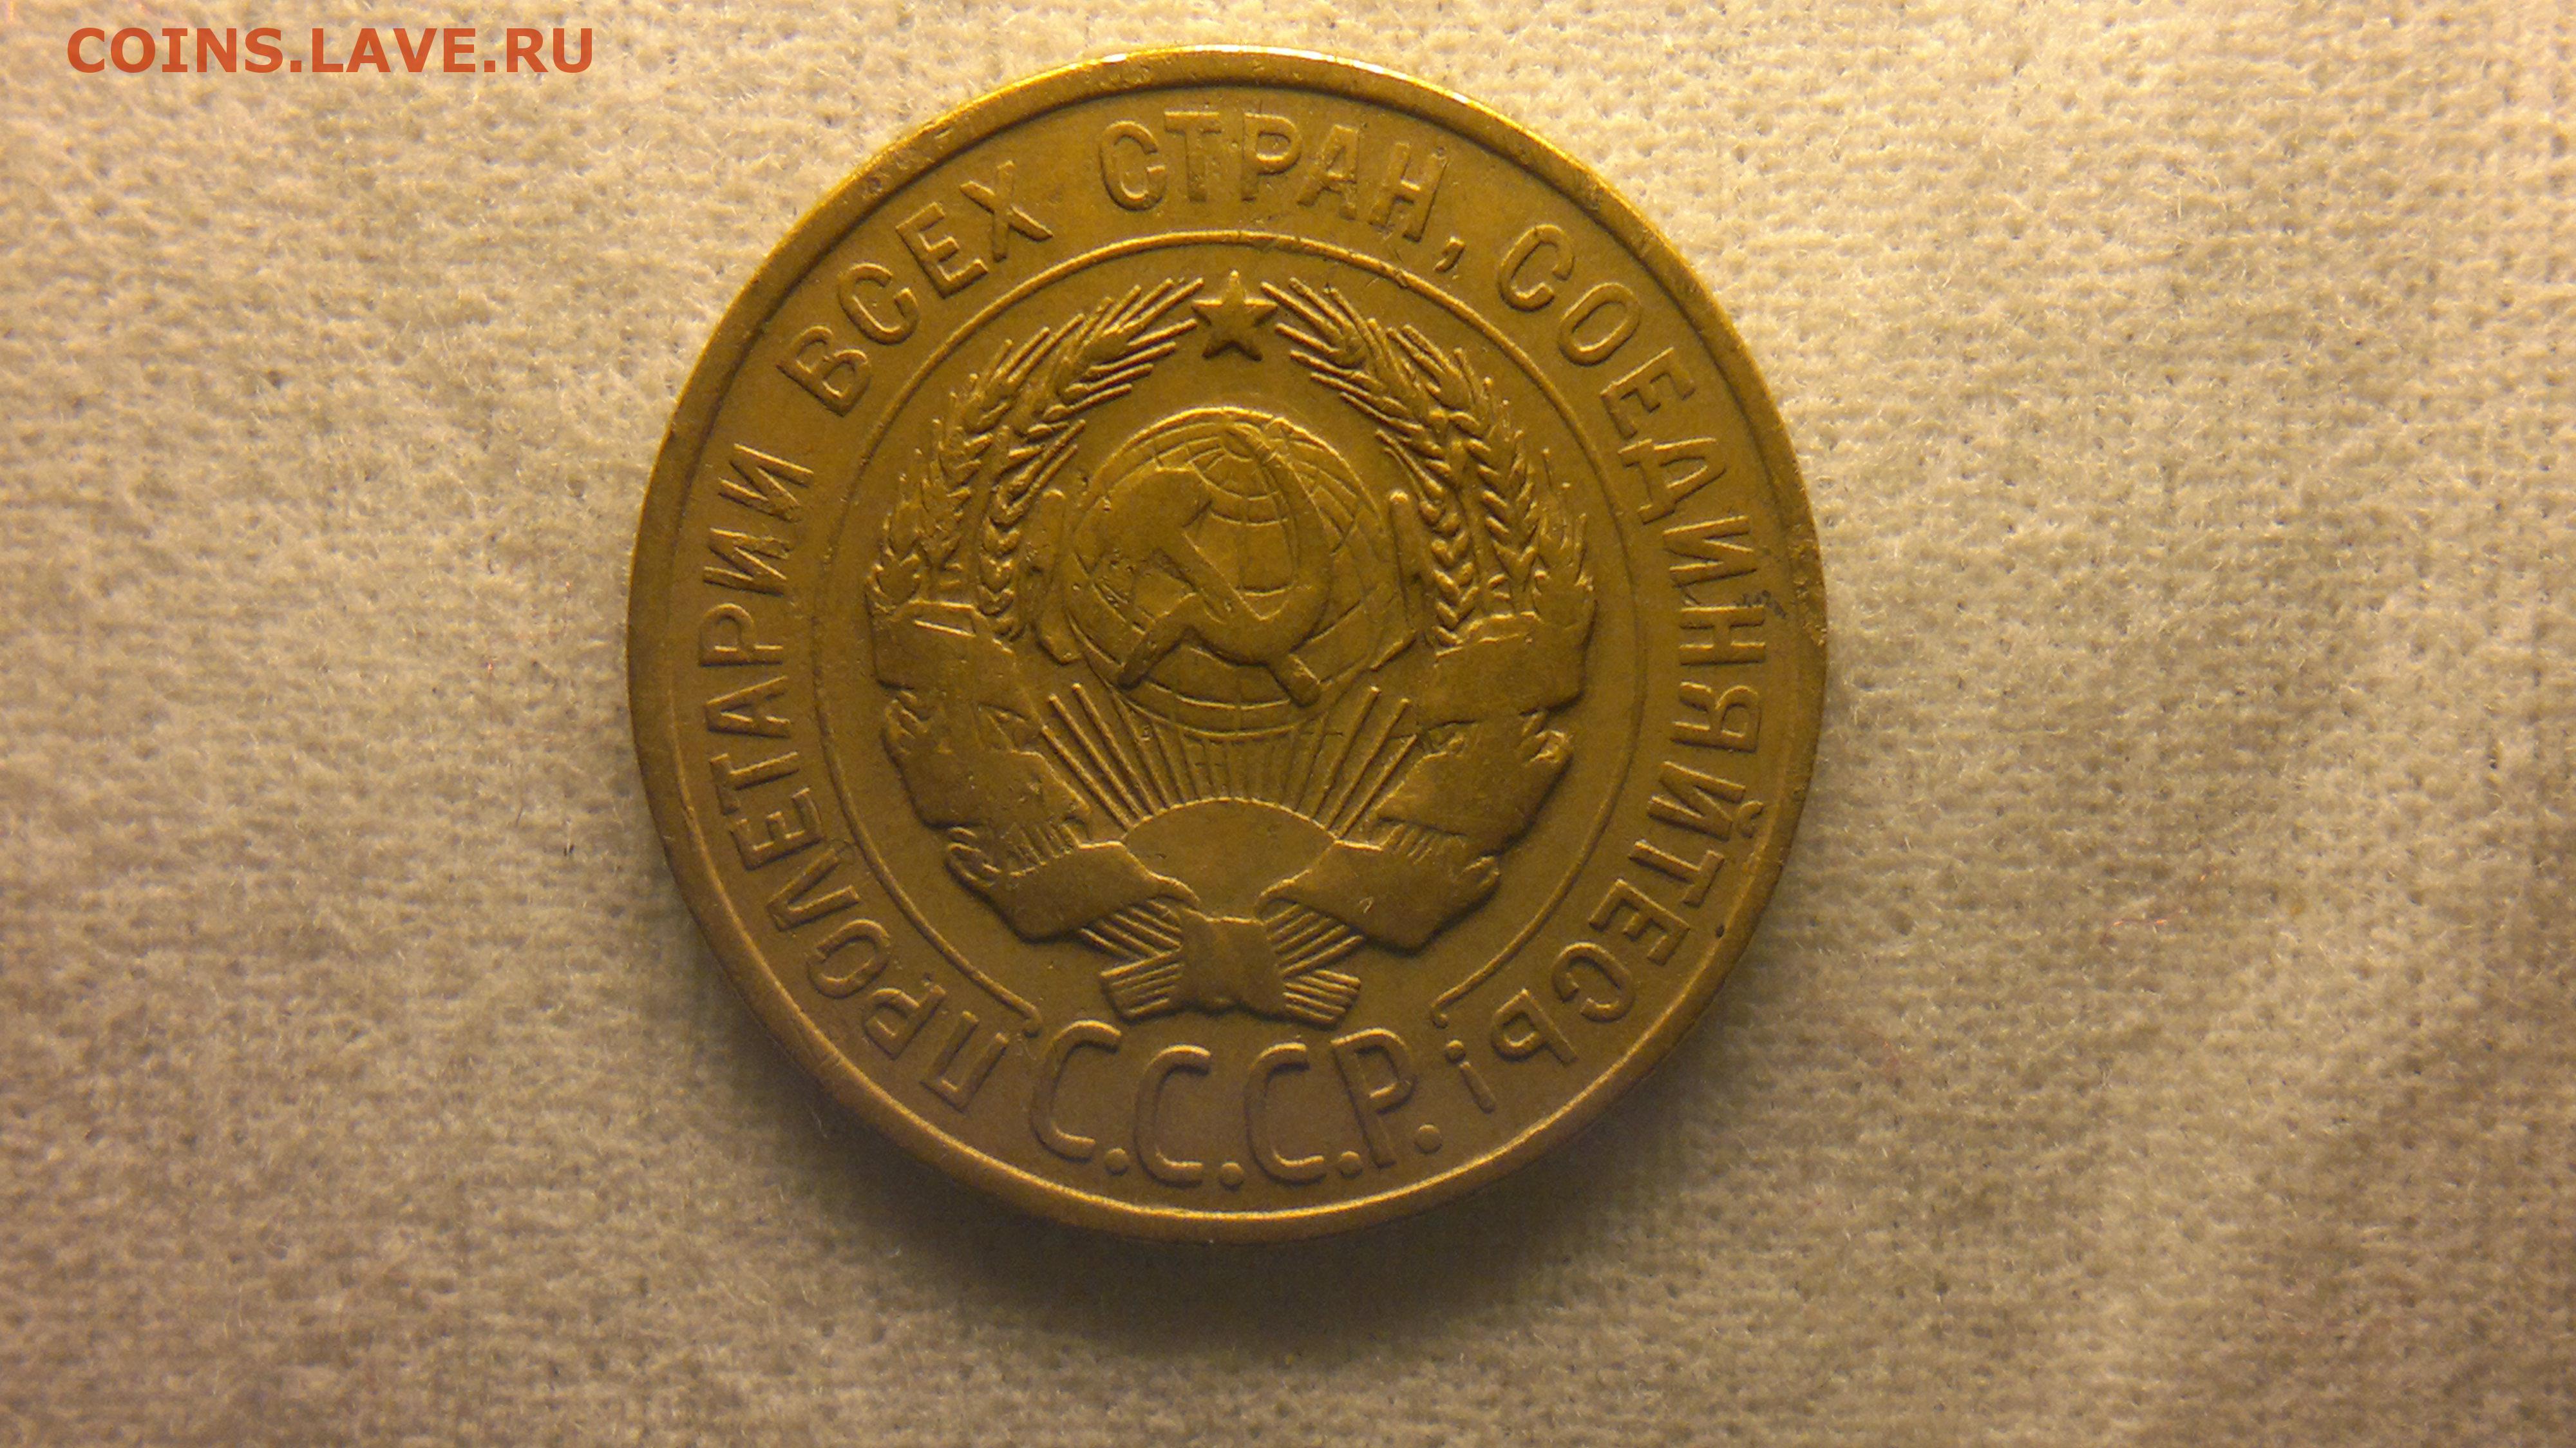 COINS.LAVE.RU
ПРОЛЕТАРИИ ВСЕХ СТРАН, СОЕДИНЯЙТЕСЬ!
С.С.С.Р.